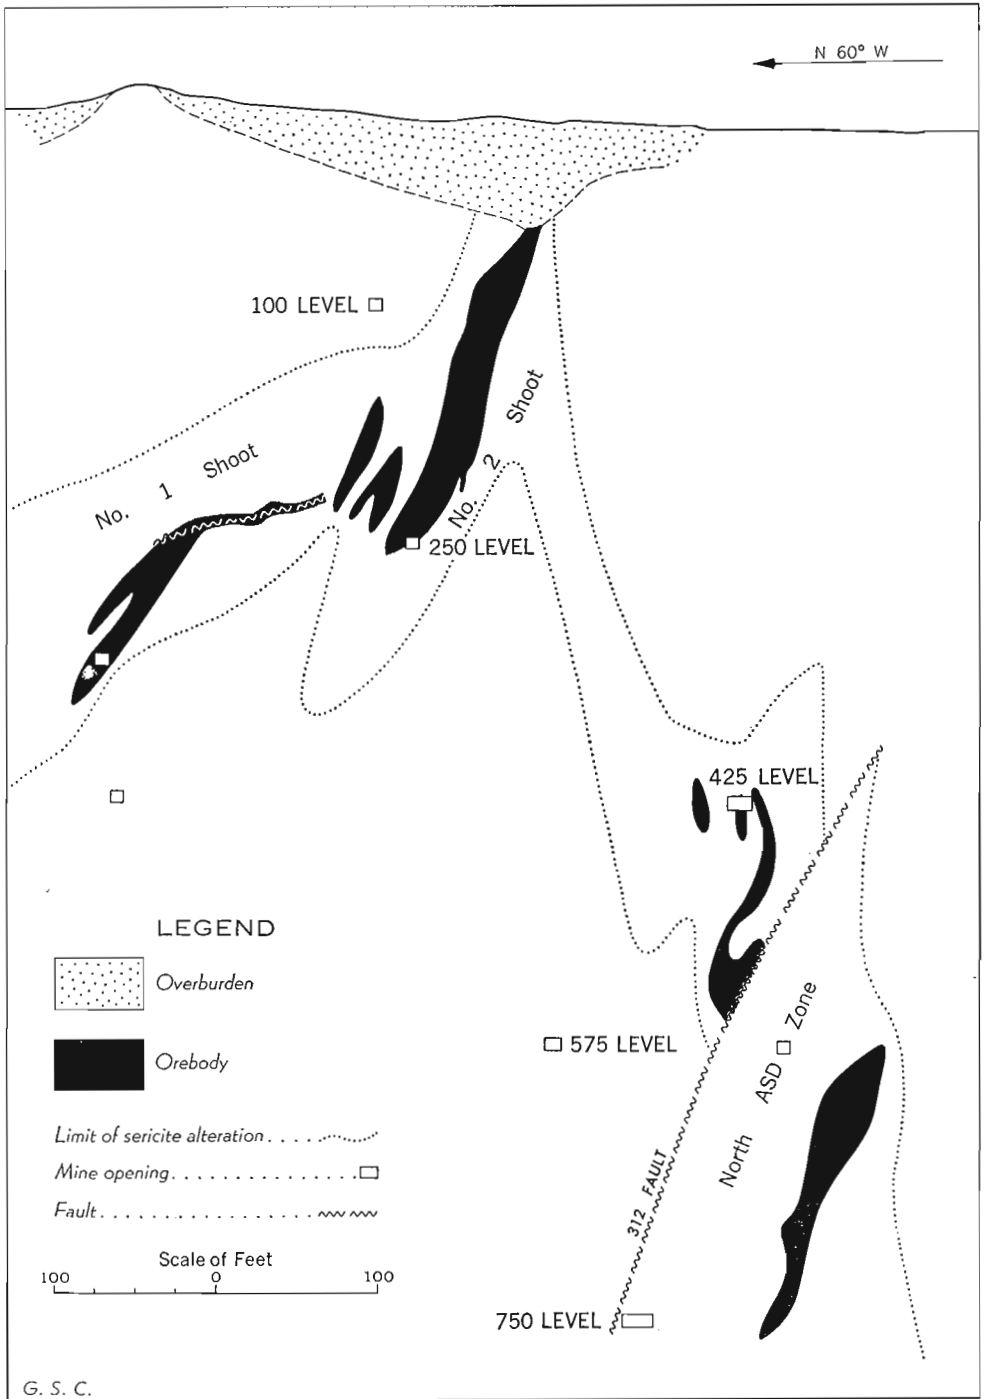 N 60° W
100 LEVEL
No. 1 Shoot
No. 2 Shoot
250 LEVEL
425 LEVEL
LEGEND
Overburden
Orebody
575 LEVEL
North ASD Zone
312 FAULT
Limit of sericite alteration
Mine opening
Fault
Scale of Feet
100 0 100
750 LEVEL
G. S. C.